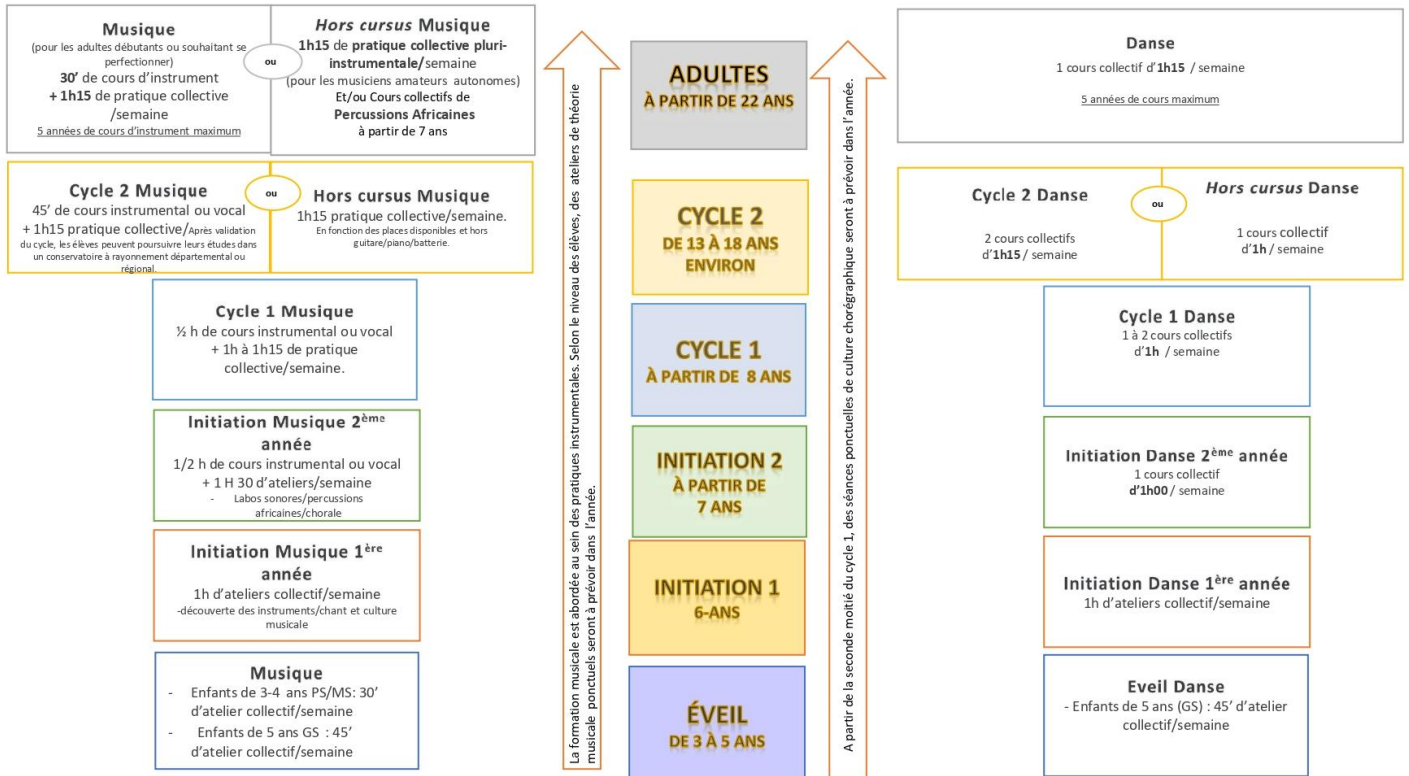 Musique
(pour les adultes débutants ou souhaitant se
perfectionner)
30’ de cours d’instrument
+ 1h15 de pratique collective
/semaine
5 années de cours d’instrument maximum
ou
Hors cursus Musique
1h15 de pratique collective pluri-
instrumentale/semaine
(pour les musiciens amateurs autonomes)
Et/ou Cours collectifs de
Percussions Africaines
à partir de 7 ans
Cycle 2 Musique
45’ de cours instrumental ou vocal
+ 1h15 pratique collective/Après validation
du cycle, les élèves peuvent poursuivre leurs études dans
un conservatoire à rayonnement départemental ou
régional.
ou
Hors cursus Musique
1h15 pratique collective/semaine.
En fonction des places disponibles et hors
guitare/piano/batterie.
Cycle 1 Musique
½ h de cours instrumental ou vocal
+ 1h à 1h15 de pratique
collective/semaine.
Initiation Musique 2ème
année
1/2 h de cours instrumental ou vocal
+ 1 H 30 d’ateliers/semaine
- Labos sonores/percussions
africaines/chorale
Initiation Musique 1ère
année
1h d’ateliers collectif/semaine
-découverte des instruments/chant et culture
musicale
Musique
- Enfants de 3-4 ans PS/MS: 30’
d’atelier collectif/semaine
- Enfants de 5 ans GS : 45’
d’atelier collectif/semaine
La formation musicale est abordée au sein des pratiques instrumentales. Selon le niveau des élèves, des ateliers de théorie
musicale ponctuels seront à prévoir dans l’année.
ADULTES
À PARTIR DE 22 ANS
CYCLE 2
DE 13 À 18 ANS
ENVIRON
CYCLE 1
À PARTIR DE 8 ANS
INITIATION 2
À PARTIR DE
7 ANS
INITIATION 1
6-ANS
ÉVEIL
DE 3 À 5 ANS
A partir de la seconde moitié du cycle 1, des séances ponctuelles de culture chorégraphique seront à prévoir dans l’année.
Danse
1 cours collectif d’1h15 / semaine
5 années de cours maximum
Cycle 2 Danse
2 cours collectifs
d’1h15 / semaine
ou
Hors cursus Danse
1 cours collectif
d’1h / semaine
Cycle 1 Danse
1 à 2 cours collectifs
d’1h / semaine
Initiation Danse 2ème année
1 cours collectif
d’1h00 / semaine
Initiation Danse 1ère année
1h d’ateliers collectif/semaine
Eveil Danse
- Enfants de 5 ans (GS) : 45’ d’atelier
collectif/semaine